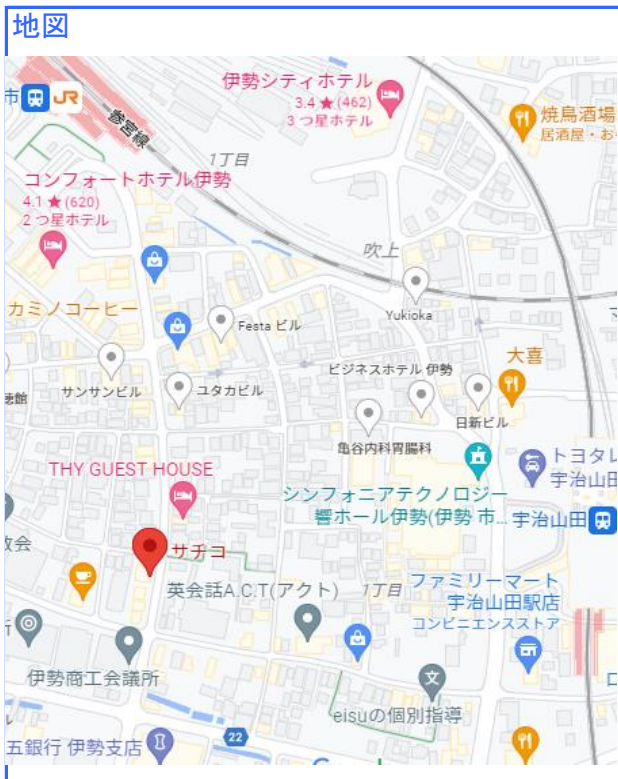 地図
市
JR
参宮線
伊勢シティホテル
3.4 ★ (462)
3 つ星ホテル
焼鳥酒場
居酒屋・お
1丁目
コンフォートホテル伊勢
4.1 ★ (620)
2 つ星ホテル
吹上
カミノコーヒー
Festa ビル
Yukioka
サンサンビル
ユタカビル
ビジネスホテル 伊勢
大喜
日新ビル
亀谷内科胃腸科
THY GUEST HOUSE
シンフォニアテクノロジー
響ホール伊勢(伊勢 市...
トヨタレ
宇治山田
宇治山田
教会
サチコ
英会話A.C.T(アクト)
1丁目
ファミリーマート
宇治山田駅店
コンビニエンスストア
伊勢商工会議所
eisuの個別指導
五銀行 伊勢支店
22